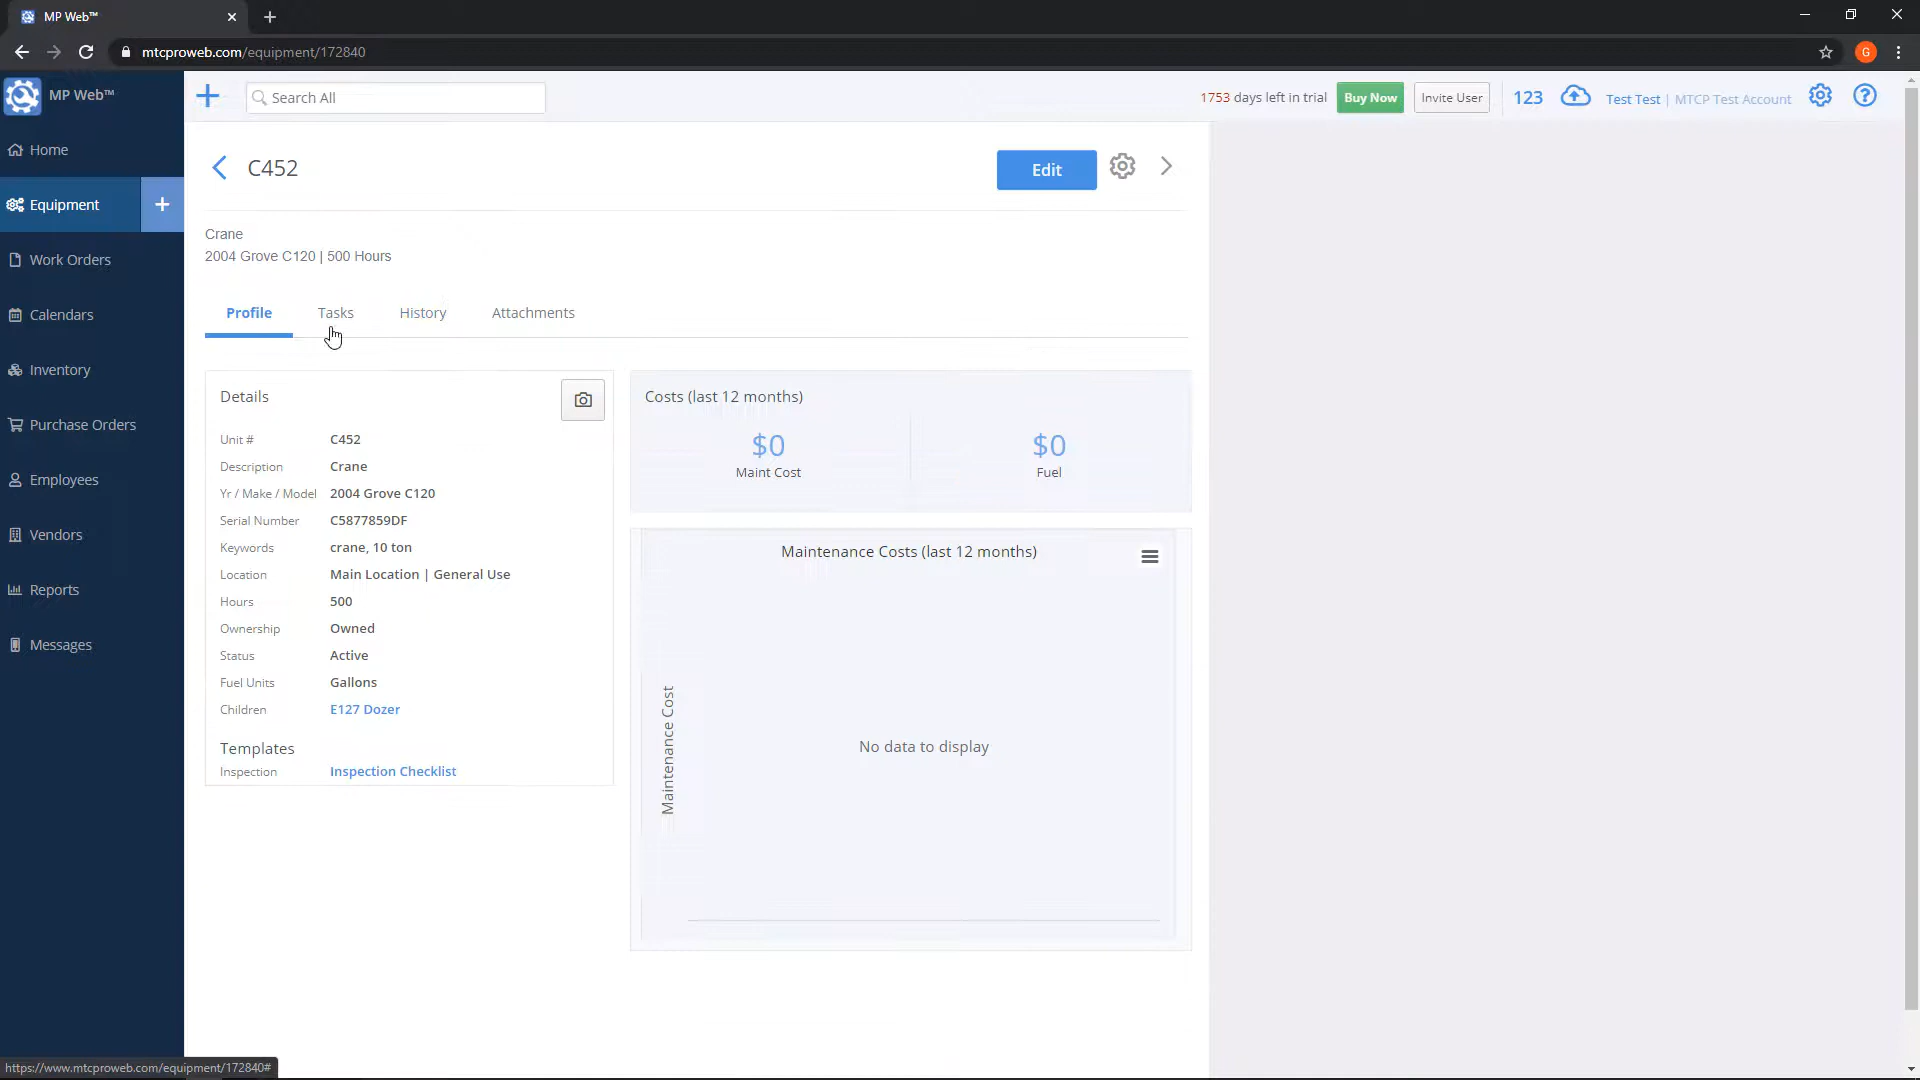 MP Web™
mtcproweb.com/equipment/172840
G
MP Web™
Search All
1753 days left in trial
Buy Now
Invite User
123
Test Test | MTCP Test Account
Home
Equipment
Work Orders
Calendars
Inventory
Purchase Orders
Employees
Vendors
Reports
Messages
C452
Edit
Crane
2004 Grove C120 | 500 Hours
Profile
Tasks
History
Attachments
Details
Unit # C452
Description Crane
Yr / Make / Model 2004 Grove C120
Serial Number C5877859DF
Keywords crane, 10 ton
Location Main Location | General Use
Hours 500
Ownership Owned
Status Active
Fuel Units Gallons
Children E127 Dozer
Templates
Inspection Inspection Checklist
Costs (last 12 months)
$0
Maint Cost
$0
Fuel
Maintenance Costs (last 12 months)
Maintenance Cost
No data to display
https://www.mtcproweb.com/equipment/172840#